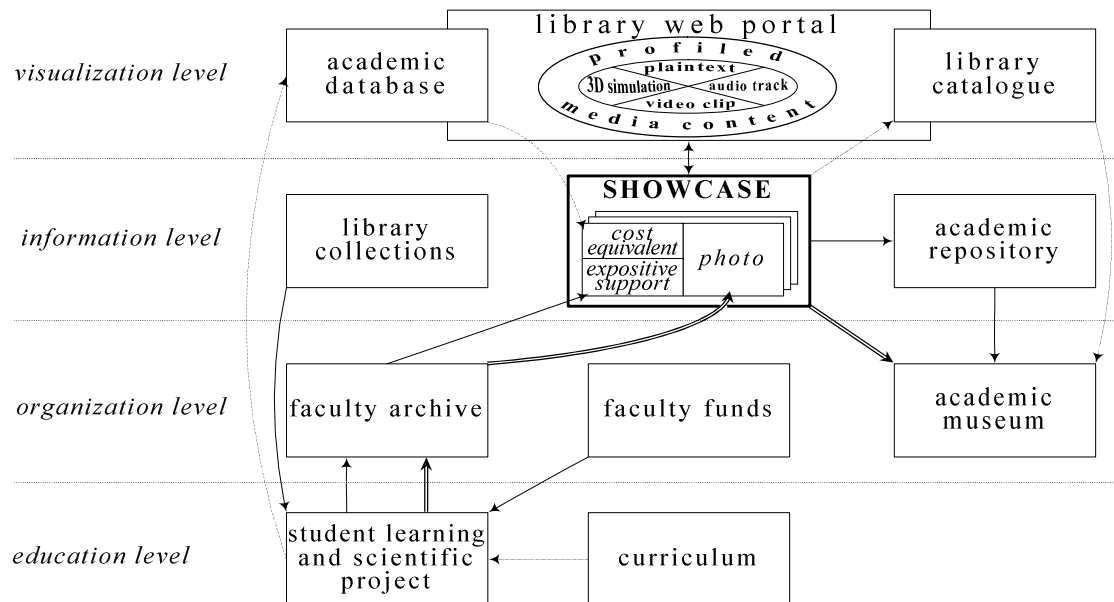 library web portal
visualization level
academic
database
profiled
plaintext
3D simulation
audio track
video clip
media content
library
catalogue
information level
library
collections
SHOWCASE
cost
equivalent
expositive
support
photo
academic
repository
organization level
faculty archive
faculty funds
academic
museum
education level
student learning
and scientific
project
curriculum